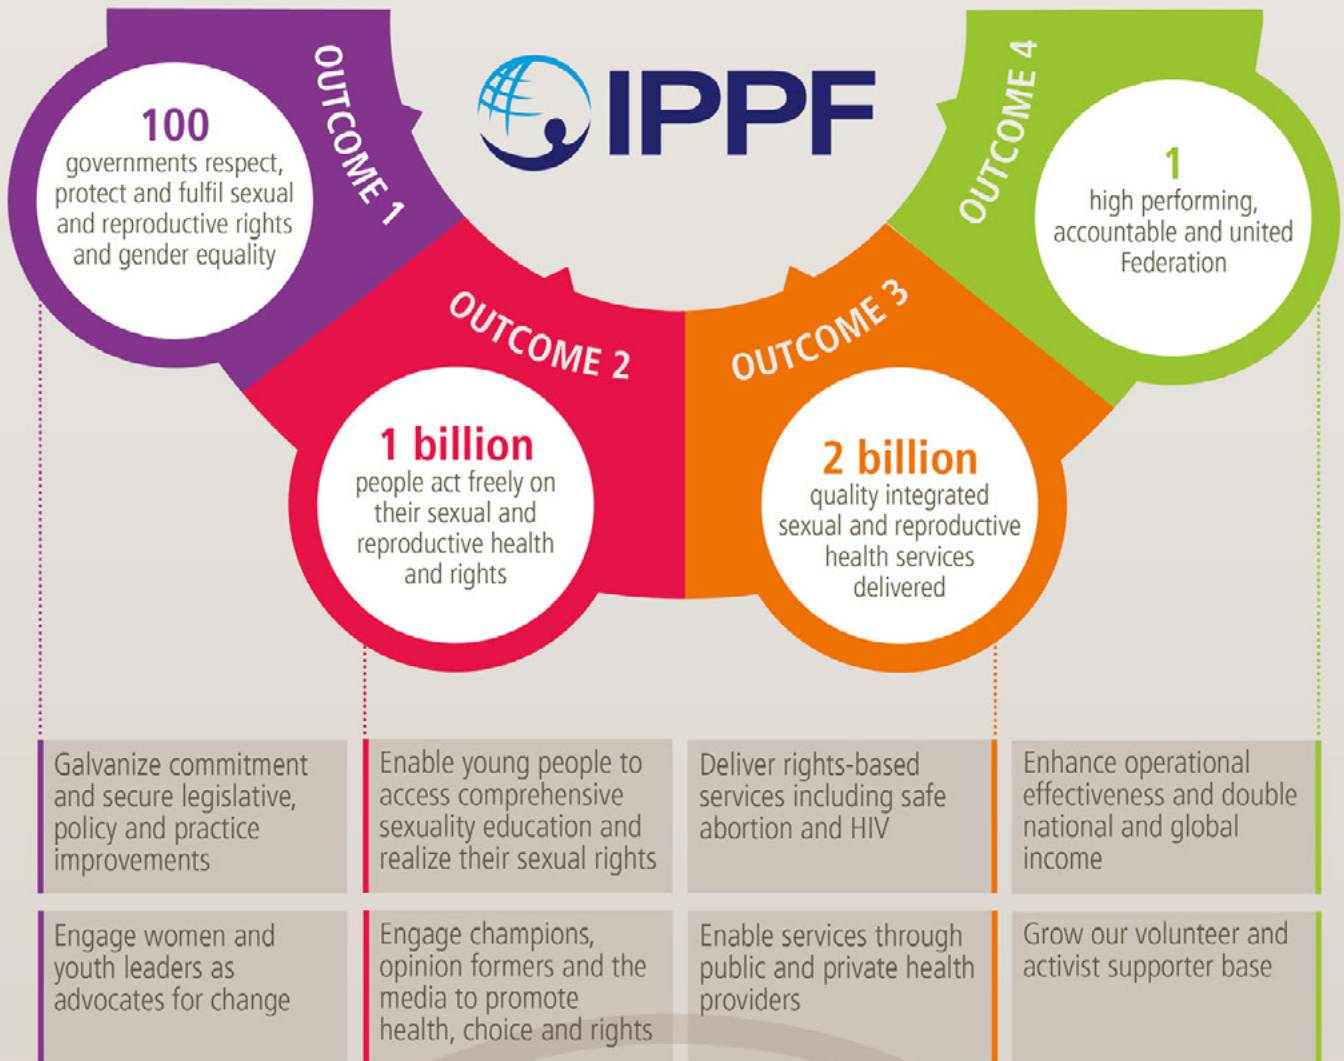 IPPF
OUTCOME 1
100
governments respect,
protect and fulfil sexual
and reproductive rights
and gender equality
OUTCOME 2
1 billion
people act freely on
their sexual and
reproductive health
and rights
OUTCOME 3
2 billion
quality integrated
sexual and reproductive
health services
delivered
OUTCOME 4
1
high performing,
accountable and united
Federation
Galvanize commitment
and secure legislative,
policy and practice
improvements
Enable young people to
access comprehensive
sexuality education and
realize their sexual rights
Deliver rights-based
services including safe
abortion and HIV
Enhance operational
effectiveness and double
national and global
income
Engage women and
youth leaders as
advocates for change
Engage champions,
opinion formers and the
media to promote
health, choice and rights
Enable services through
public and private health
providers
Grow our volunteer and
activist supporter base